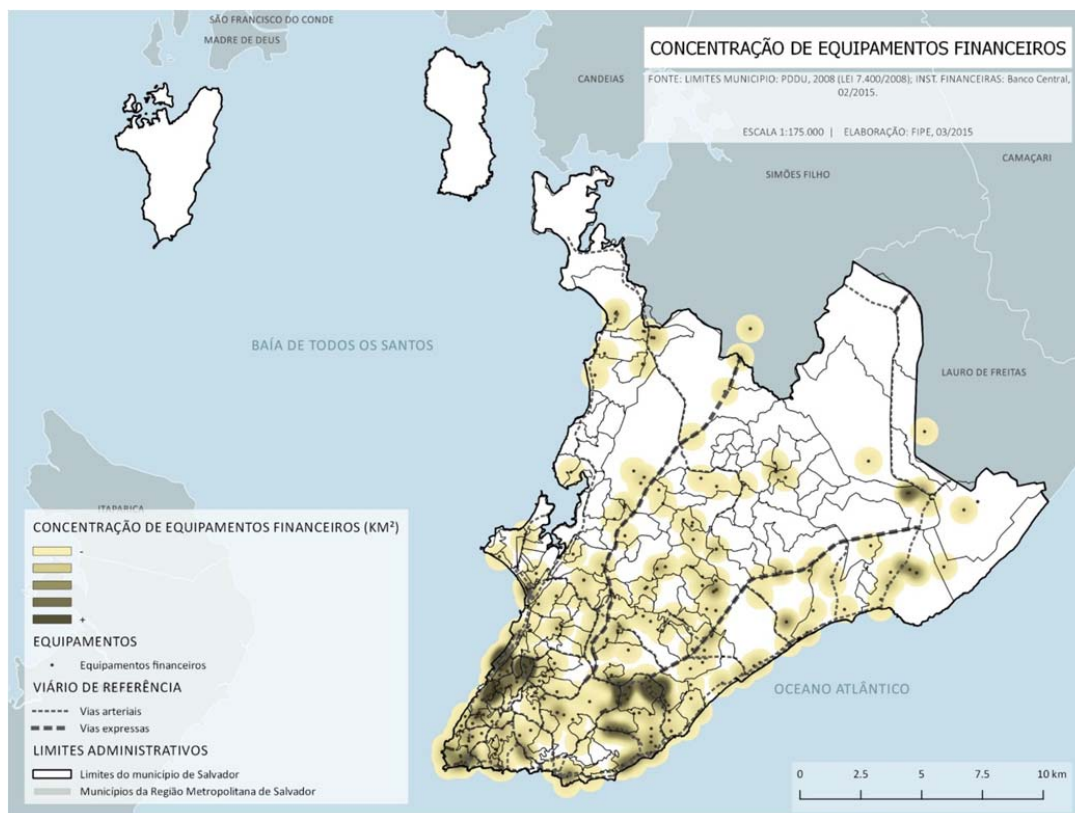 SÃO FRANCISCO DO CONDE
MADRE DE DEUS
CANDEIAS
CONCENTRAÇÃO DE EQUIPAMENTOS FINANCEIROS
FONTE: LIMITES MUNICIPIO: PDDU, 2008 (LEI 7.400/2008); INST. FINANCEIRAS: Banco Central,
02/2015.
ESCALA 1:175.000 | ELABORAÇÃO: FIPE, 03/2015
CAMAÇARI
SIMÕES FILHO
BAÍA DE TODOS OS SANTOS
LAURO DE FREITAS
ITAPARICA
CONCENTRAÇÃO DE EQUIPAMENTOS FINANCEIROS (KM²)
-
+
EQUIPAMENTOS
Equipamentos financeiros
VIÁRIO DE REFERÊNCIA
Vias arteriais
Vias expressas
LIMITES ADMINISTRATIVOS
Limites do município de Salvador
Municípios da Região Metropolitana de Salvador
OCEANO ATLÂNTICO
0 2.5 5 7.5 10 km